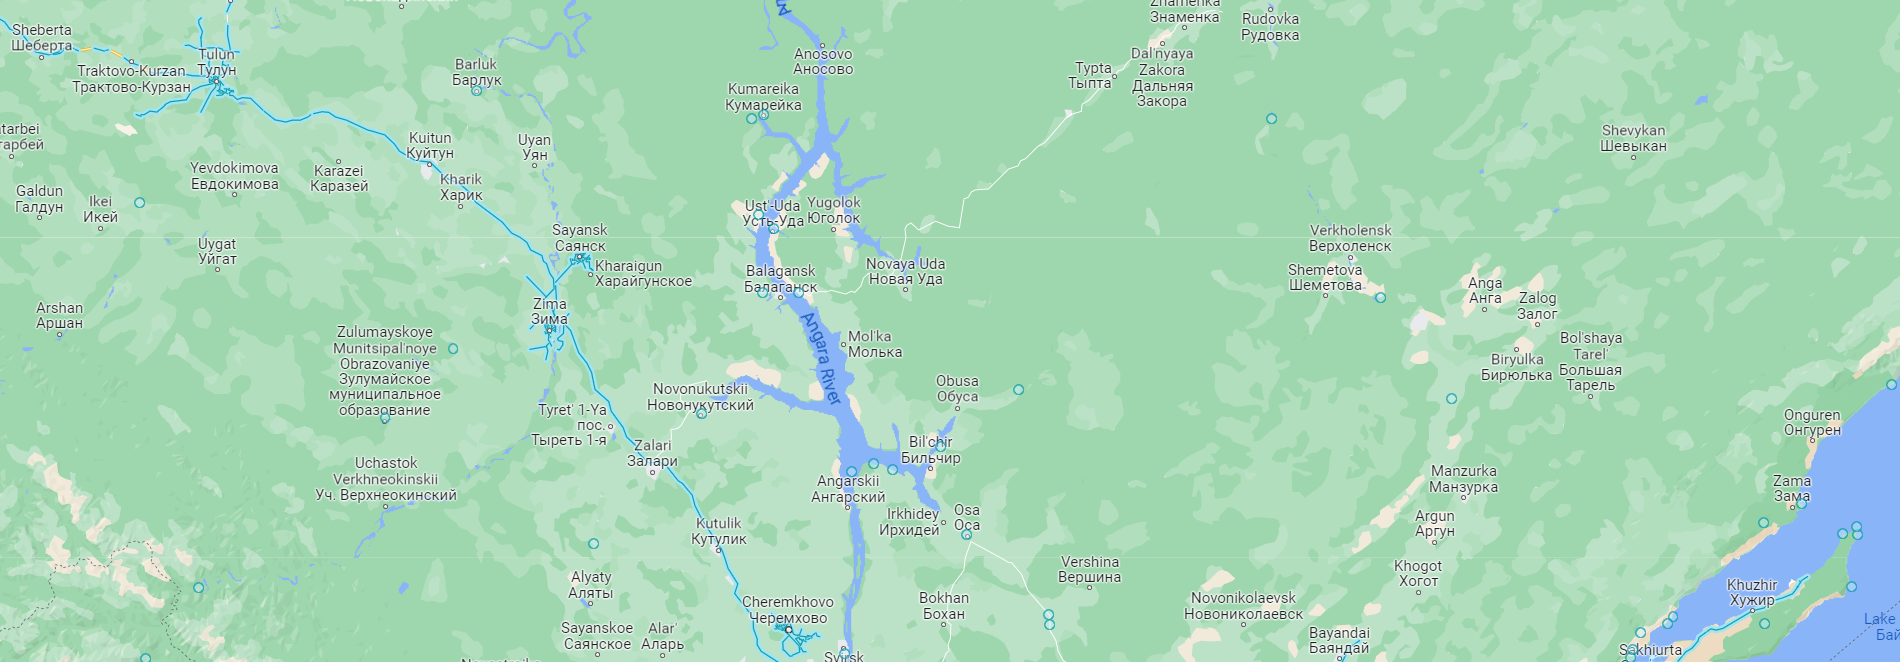 Znamenka
Знаменка
Rudovka
Рудовка
Sheberta
Шеберта
Tulun
Тулун
Traktovo-Kurzan
Трактово-Курзан
Barluk
Барлук
Anosovo
Аносово
Kumareika
Кумарейка
Typta
Тыпта
Dal'nyaya
Zakora
Дальняя
Закора
Shevykan
Шевыкан
Kuitun
Куйтун
Uyan
Уян
Yevdokimova
Евдокимова
Karazei
Каразей
Kharik
Харик
Galdun
Галдун
Ikei
Икей
Ust'-Uda
Усть-Уда
Yugolok
Юголок
Uygat
Уйгат
Sayansk
Саянск
Kharaigun
Харайгунское
Verkholensk
Верхоленск
Balagansk
Балаганск
Novaya Uda
Новая Уда
Shemetova
Шеметова
Anga
Анга
Zalog
Залог
Arshan
Аршан
Zima
Зима
Angara River
Mol'ka
Молька
Zulumayskoye
Munitsipal'noye
Obrazovaniye
Зулумайское
муниципальное
образование
Bol'shaya
Tarel'
Большая
Тарель
Biryulka
Бирюлька
Novonukutskii
Новонукутский
Obusa
Обуса
Tyret' 1-Ya
пос.
Тыреть 1-я
Onguren
Онгурен
Zalari
Залари
Bil'chir
Бильчир
Uchastok
Verkhneokinskii
Уч. Верхнеокинский
Angarskii
Ангарский
Manzurka
Манзурка
Zama
Зама
Irkhidey
Ирхидей
Osa
Оса
Kutulik
Кутулик
Argun
Аргун
Vershina
Вершина
Khogot
Хогот
Alyaty
Аляты
Khuzhir
Хужир
Cheremkhovo
Черемхово
Bokhan
Бохан
Novonikolaevsk
Новониколаевск
Sayanskoe
Саянское
Alar'
Аларь
Bayandai
Баяндай
Lake
Бай
Svirsk
Sakhiurta